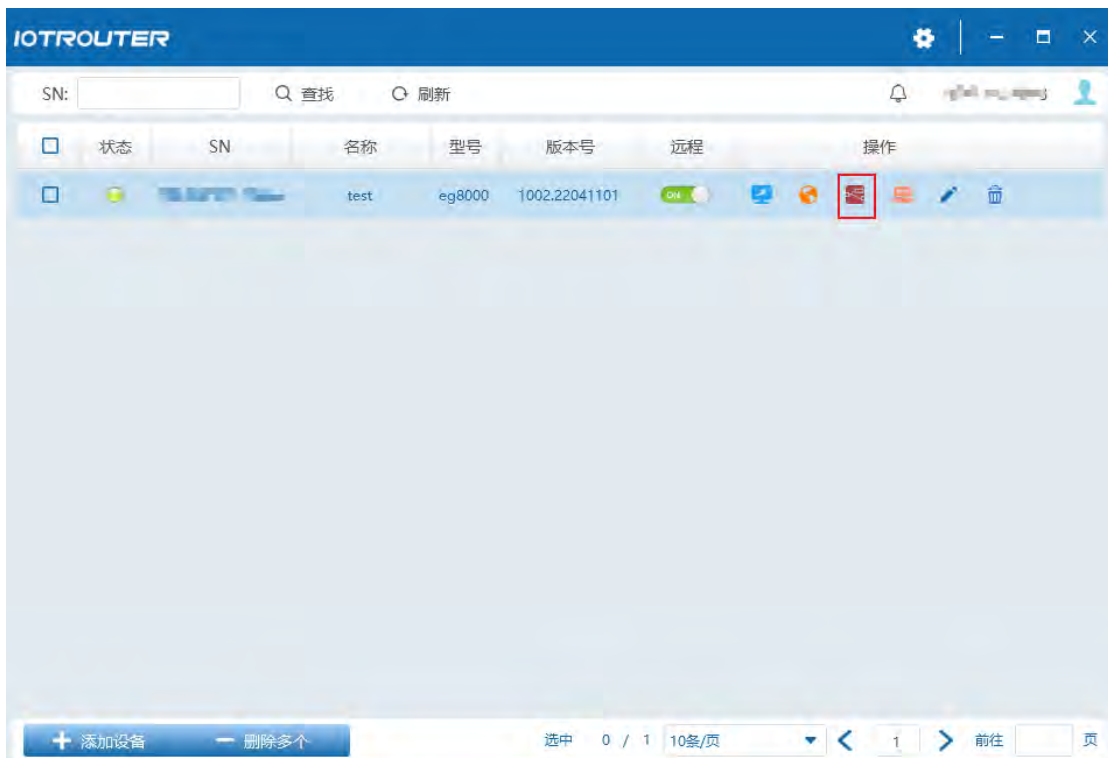 IOTROUTER
SN: 查找 刷新
状态 SN 名称 型号 版本号 远程 操作
test eg8000 1002.22041101 ON
添加设备 删除多个 选中 0 / 1 10条/页 1 前往 页